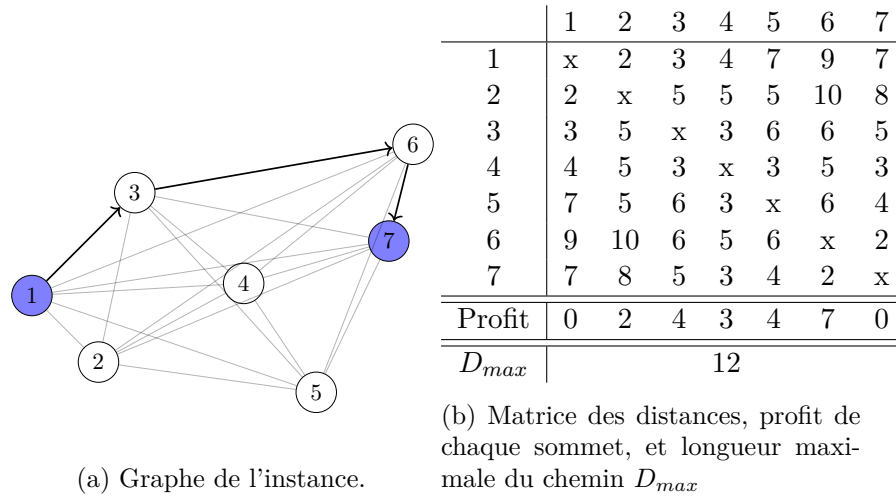 1 2 3 4 5 6 7
1 x 2 3 4 7 9 7
2 2 x 5 5 5 10 8
3 3 5 x 3 6 6 5
4 4 5 3 x 3 5 3
5 7 5 6 3 x 6 4
6 9 10 6 5 6 x 2
7 7 8 5 3 4 2 x
Profit 0 2 4 3 4 7 0
D_{max} 12
6
3
7
4
1
2
5
(a) Graphe de l'instance.
(b) Matrice des distances, profit de
chaque sommet, et longueur maxi-
male du chemin D_{max}